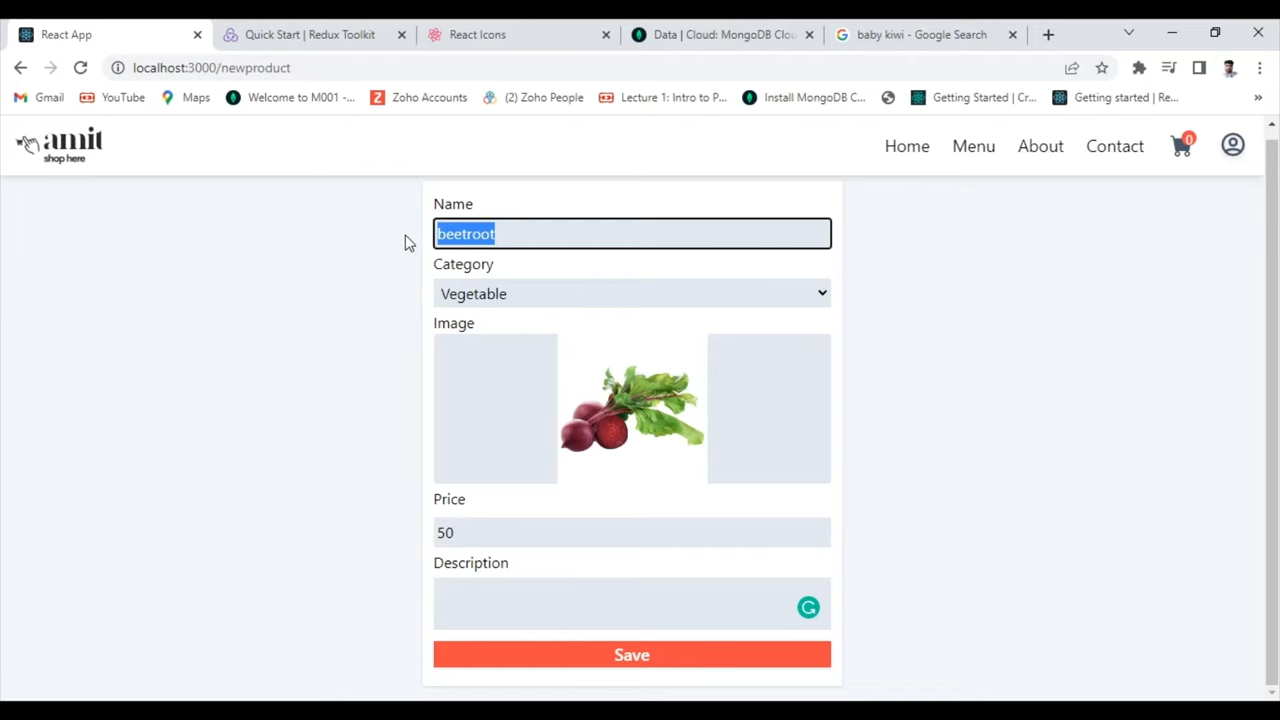 React App
Quick Start | Redux Toolkit
React Icons
Data | Cloud: MongoDB Clou
baby kiwi - Google Search
localhost:3000/newproduct
Gmail
YouTube
Maps
Welcome to M001 -...
Zoho Accounts
(2) Zoho People
Lecture 1: Intro to P...
Install MongoDB C...
Getting Started | Cr...
Getting started | Re...
amit
shop here
Home
Menu
About
Contact
0
Name
beetroot
Category
Vegetable
Image
Price
50
Description
Save